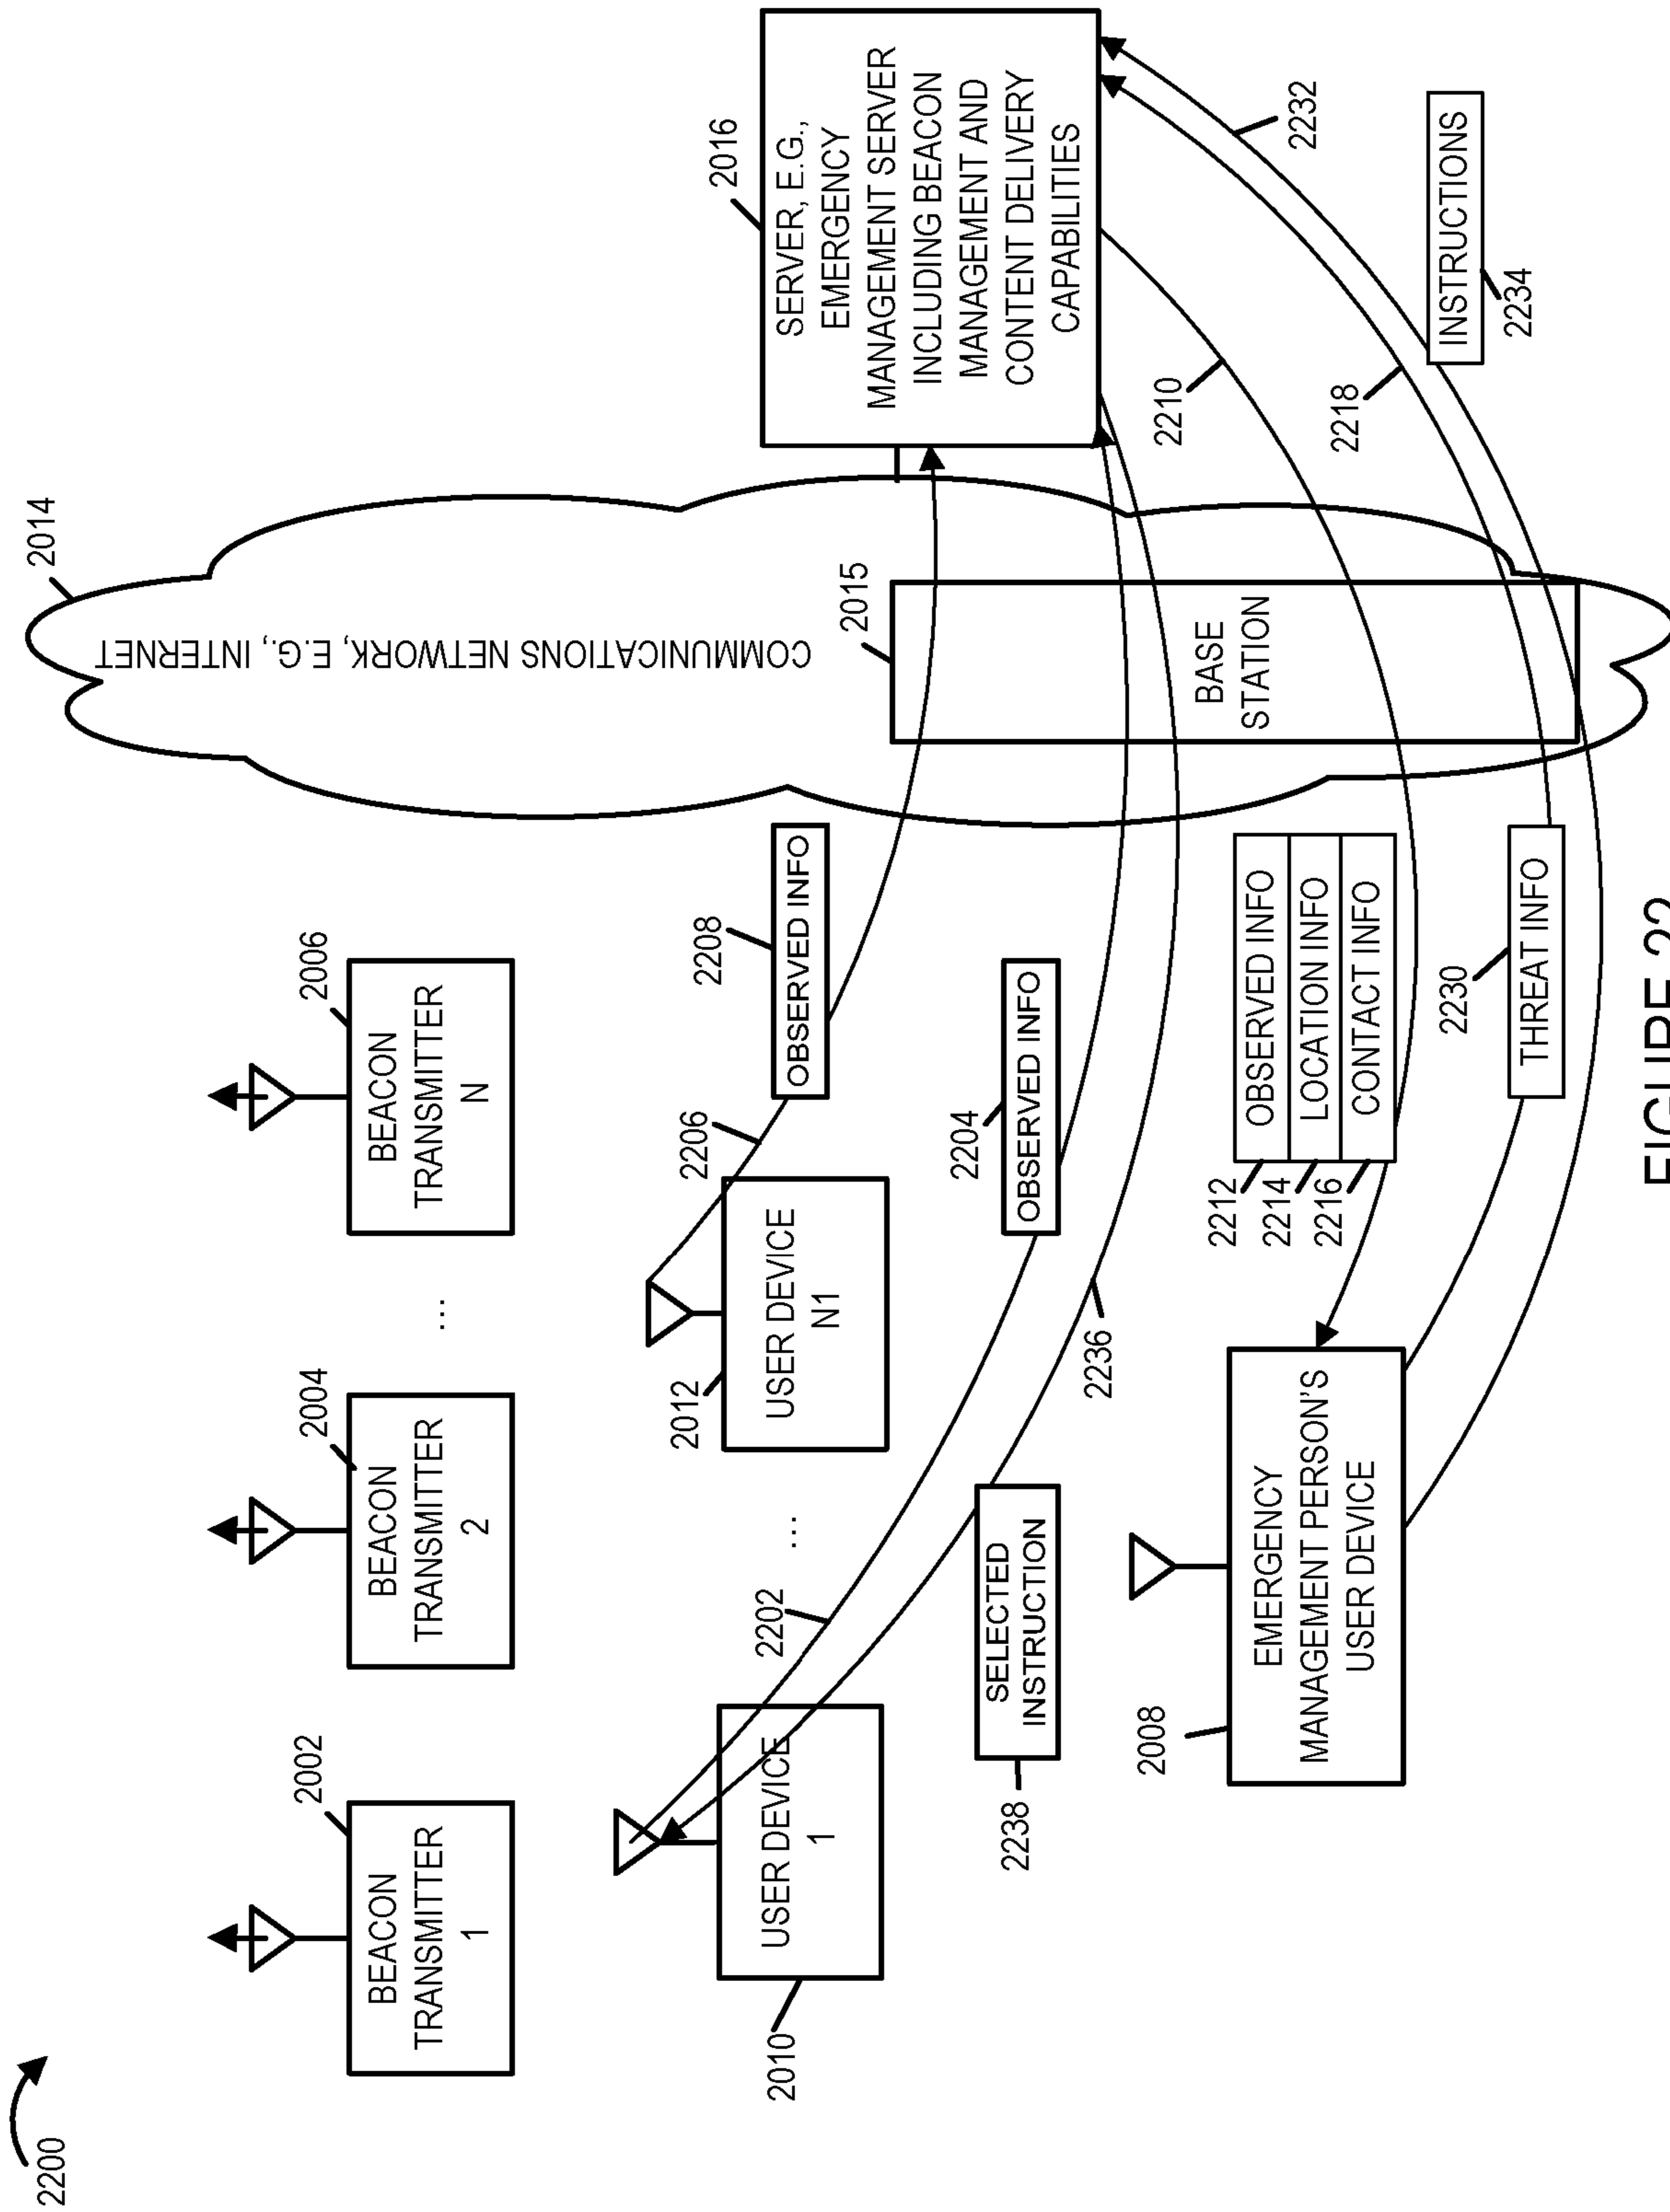 2200
2002
BEACON
TRANSMITTER
1
2004
BEACON
TRANSMITTER
2
...
2006
BEACON
TRANSMITTER
N
2014
COMMUNICATIONS NETWORK, E.G., INTERNET
2015
BASE
STATION
2016
SERVER, E.G.,
EMERGENCY
MANAGEMENT SERVER
INCLUDING BEACON
MANAGEMENT AND
CONTENT DELIVERY
CAPABILITIES
2010
USER DEVICE
1
2202
...
2012
USER DEVICE
N1
2206
2208
OBSERVED INFO
2204
OBSERVED INFO
2236
2238
SELECTED
INSTRUCTION
2008
EMERGENCY
MANAGEMENT PERSON'S
USER DEVICE
2212
OBSERVED INFO
2214
LOCATION INFO
2216
CONTACT INFO
2210
2218
2230
THREAT INFO
2232
INSTRUCTIONS
2234
FIGURE 22